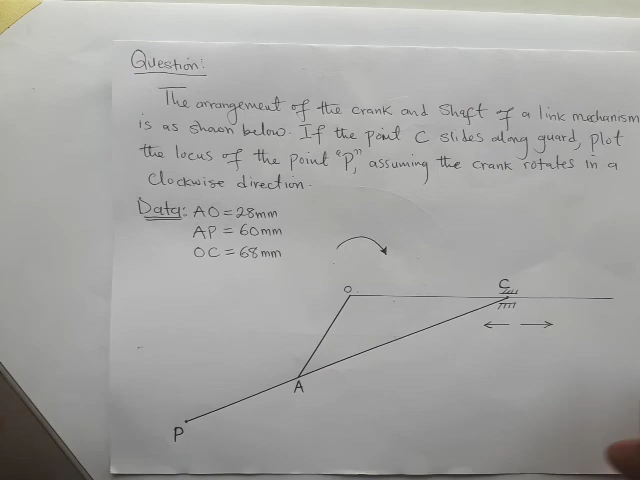 Question:
The arrangement of the crank and shaft of a link mechanism
is as shown below. If the point C slides along guard, plot
the locus of the point "P", assuming the crank rotates in a
clockwise direction.
Data: AO = 28mm
AP = 60mm
OC = 68mm
O
C
A
P